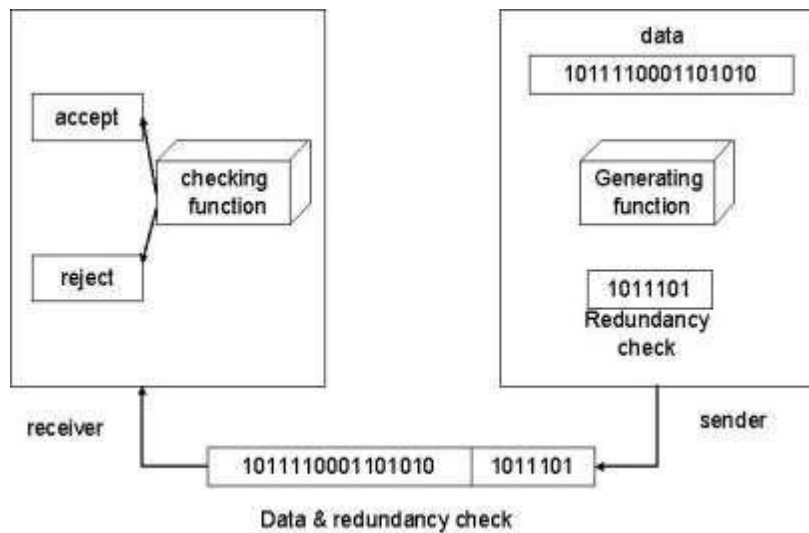 data
1011110001101010
accept
checking
function
Generating
function
reject
1011101
Redundancy
check
receiver
sender
1011110001101010
1011101
Data & redundancy check